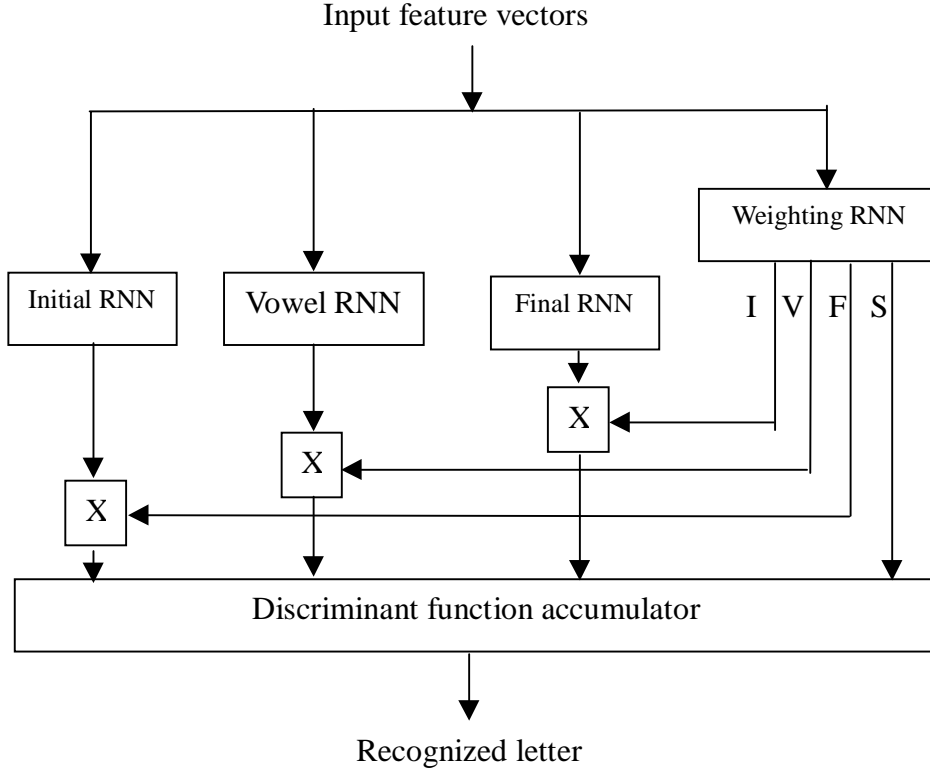 Input feature vectors
Weighting RNN
Initial RNN
Vowel RNN
Final RNN
I V F S
X
X
X
Discriminant function accumulator
Recognized letter